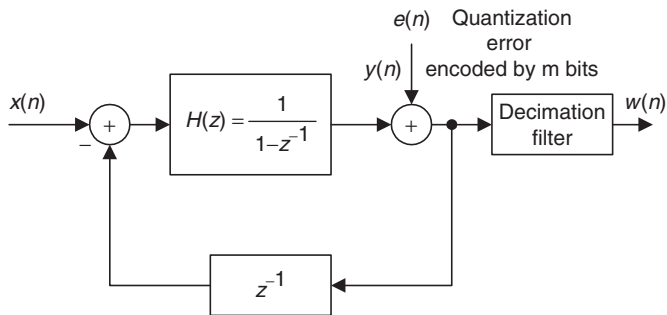 e(n) Quantization
error
y(n) encoded by m bits
x(n)
+
−
H(z) = 1 / 1−z⁻¹
+
Decimation
filter
w(n)
z⁻¹